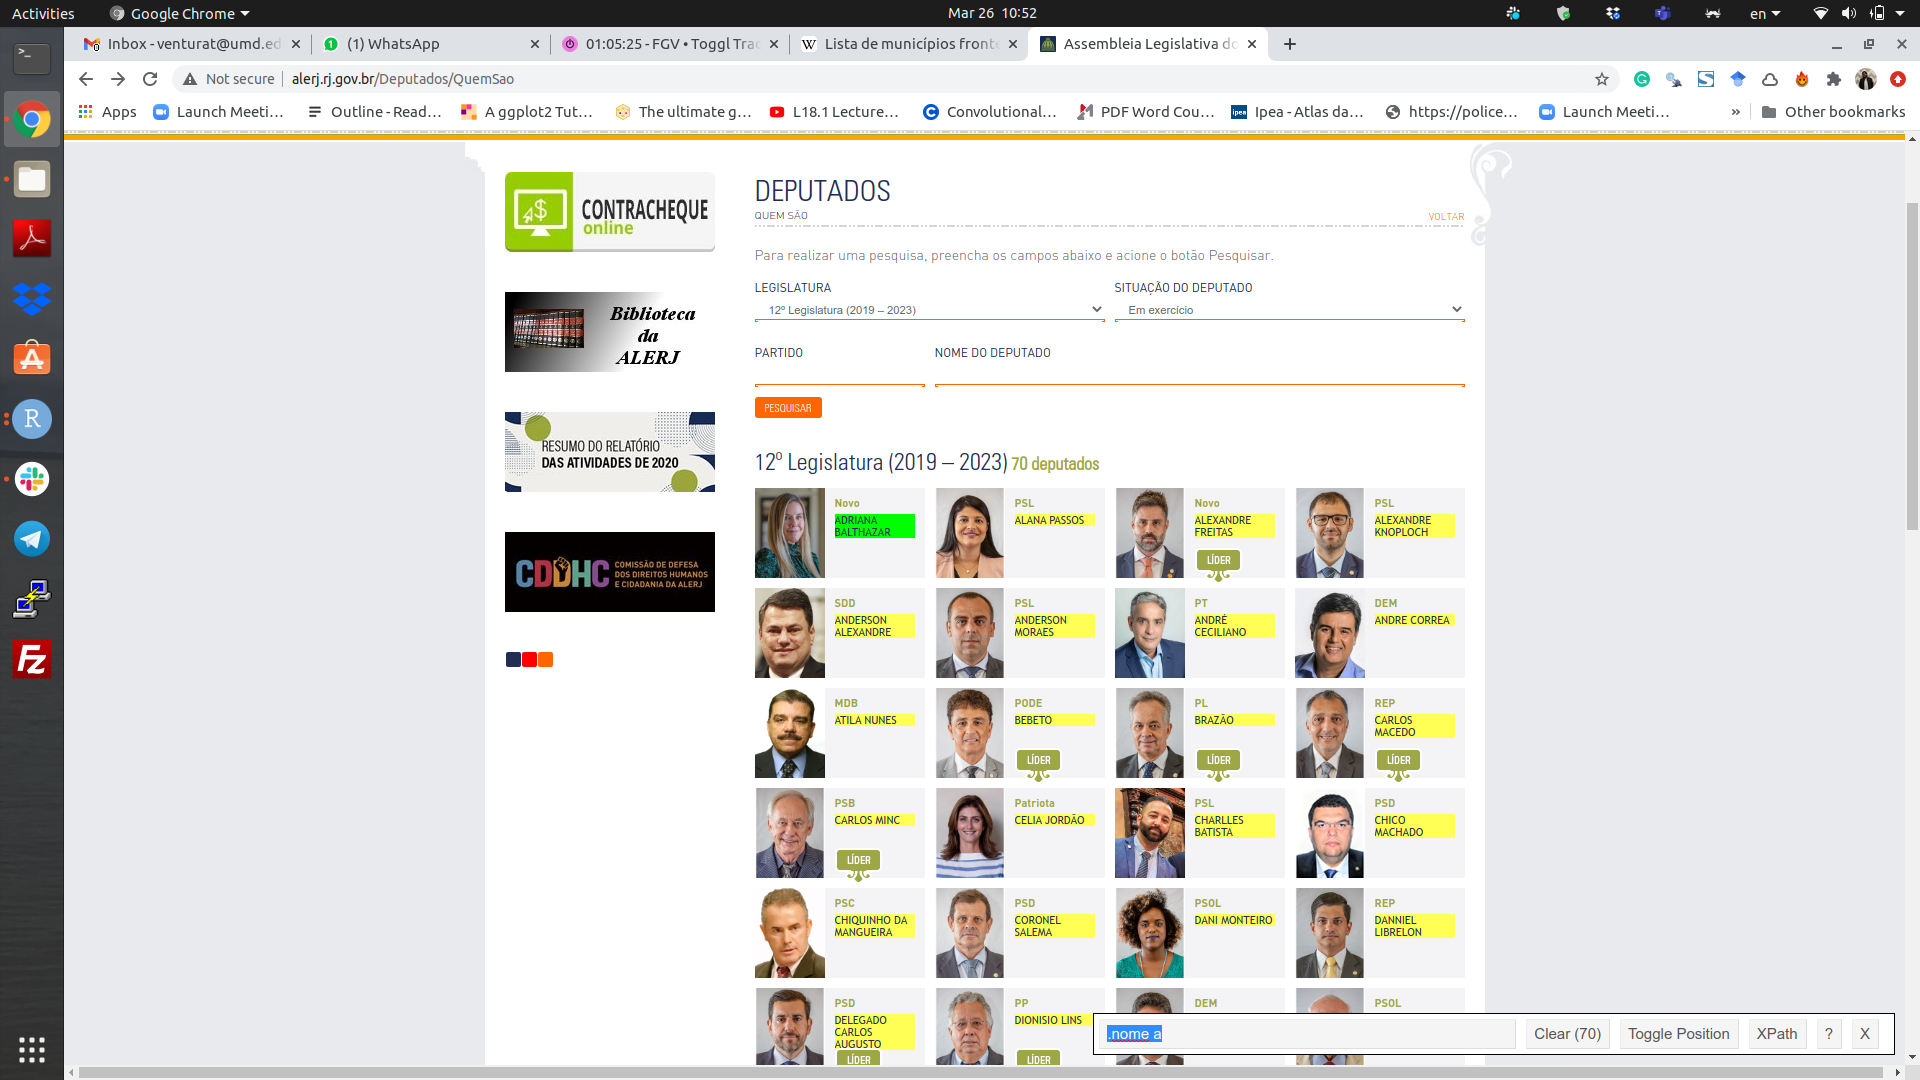 Activities
Google Chrome
Mar 26 10:52
en
Inbox - venturat@umd.ed
(1) WhatsApp
01:05:25 - FGV • Toggl Trac
Lista de municípios fronte
Assembleia Legislativa do
Not secure
alerj.rj.gov.br/Deputados/QuemSao
Apps
Launch Meeti...
Outline - Read...
A ggplot2 Tut...
The ultimate g...
L18.1 Lecture...
Convolutional...
PDF Word Cou...
Ipea - Atlas da...
https://police...
Launch Meeti...
»
Other bookmarks
CONTRACHEQUE
online
Biblioteca
da
ALERJ
RESUMO DO RELATÓRIO
DAS ATIVIDADES DE 2020
CDDHC
COMISSÃO DE DEFESA
DOS DIREITOS HUMANOS
E CIDADANIA DA ALERJ
DEPUTADOS
QUEM SÃO
VOLTAR
Para realizar uma pesquisa, preencha os campos abaixo e acione o botão Pesquisar.
LEGISLATURA
SITUAÇÃO DO DEPUTADO
12º Legislatura (2019 – 2023)
Em exercício
PARTIDO
NOME DO DEPUTADO
PESQUISAR
12º Legislatura (2019 – 2023) 70 deputados
Novo
ADRIANA
BALTHAZAR
PSL
ALANA PASSOS
Novo
ALEXANDRE
FREITAS
LÍDER
PSL
ALEXANDRE
KNOPLOCH
SDD
ANDERSON
ALEXANDRE
PSL
ANDERSON
MORAES
PT
ANDRÉ
CECILIANO
DEM
ANDRE CORREA
MDB
ATILA NUNES
PODE
BEBETO
LÍDER
PL
BRAZÃO
LÍDER
REP
CARLOS
MACEDO
LÍDER
PSB
CARLOS MINC
LÍDER
Patriota
CELIA JORDÃO
PSL
CHARLLES
BATISTA
PSD
CHICO
MACHADO
PSC
CHIQUINHO DA
MANGUEIRA
PSD
CORONEL
SALEMA
PSOL
DANI MONTEIRO
REP
DANNIEL
LIBRELON
PSD
DELEGADO
CARLOS
AUGUSTO
LÍDER
PP
DIONISIO LINS
LÍDER
DEM
PSOL
.nome a
Clear (70)
Toggle Position
XPath
?
X